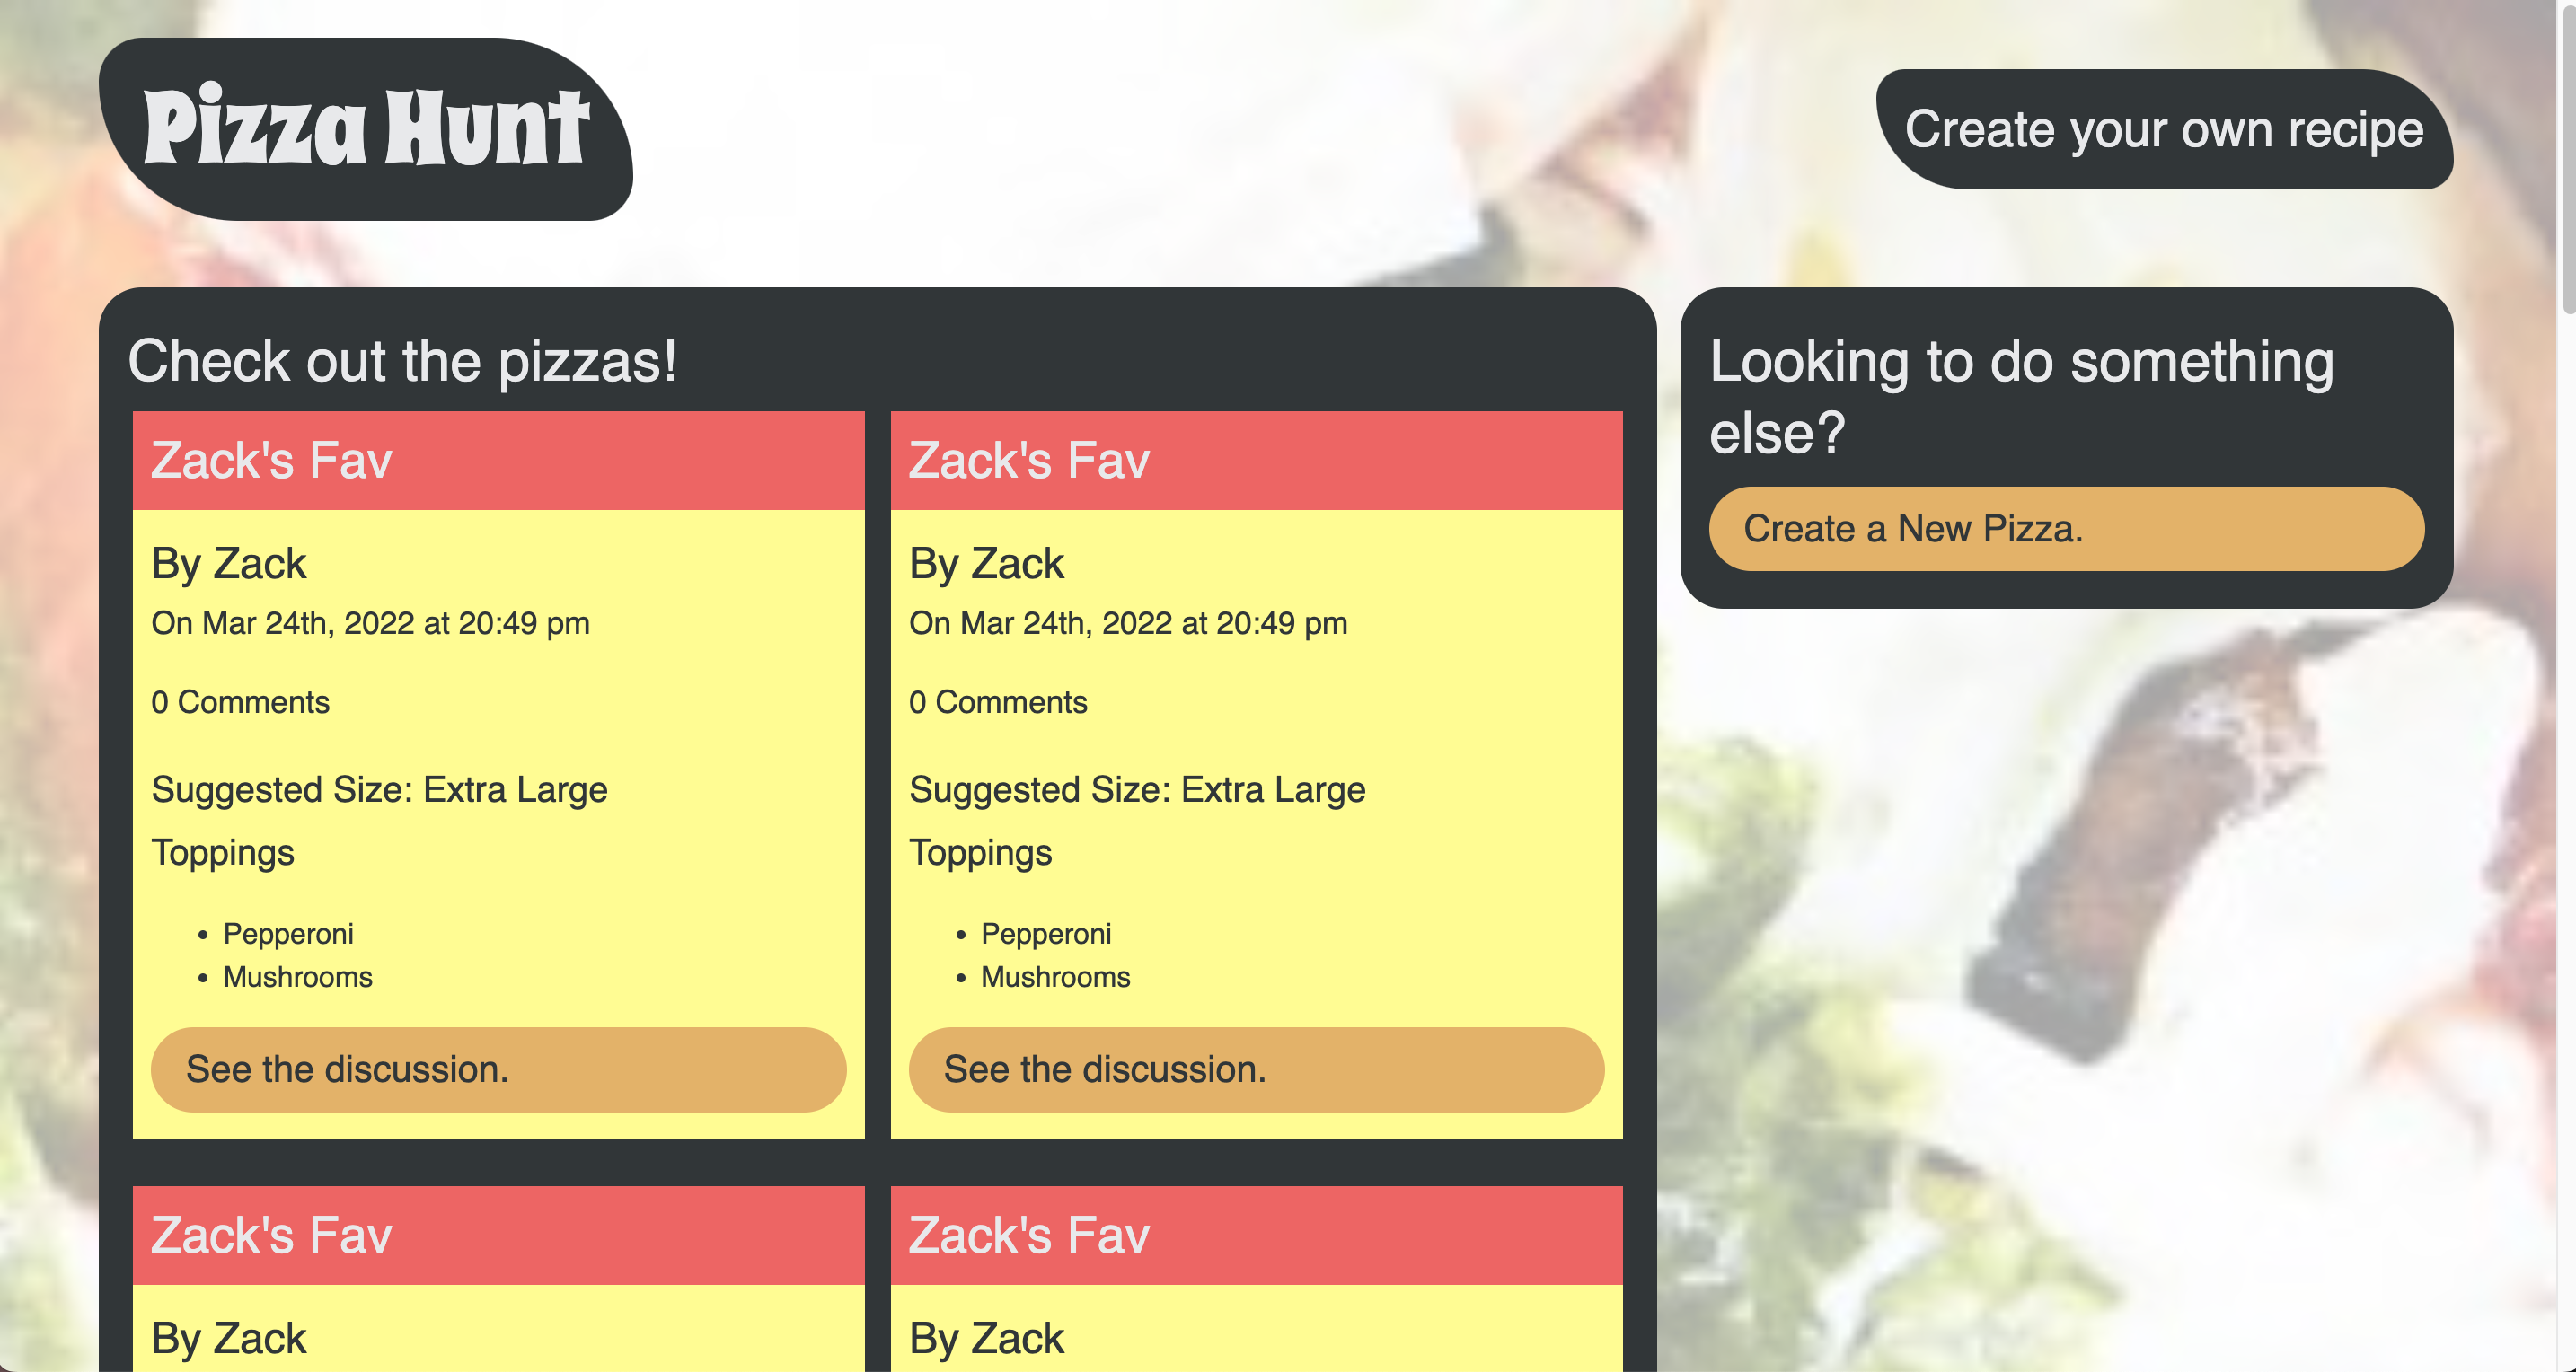 Pizza Hunt
Create your own recipe
Check out the pizzas!
Zack's Fav
By Zack
On Mar 24th, 2022 at 20:49 pm
0 Comments
Suggested Size: Extra Large
Toppings
Pepperoni
Mushrooms
See the discussion.
Zack's Fav
By Zack
On Mar 24th, 2022 at 20:49 pm
0 Comments
Suggested Size: Extra Large
Toppings
Pepperoni
Mushrooms
See the discussion.
Zack's Fav
By Zack
Zack's Fav
By Zack
Looking to do something
else?
Create a New Pizza.